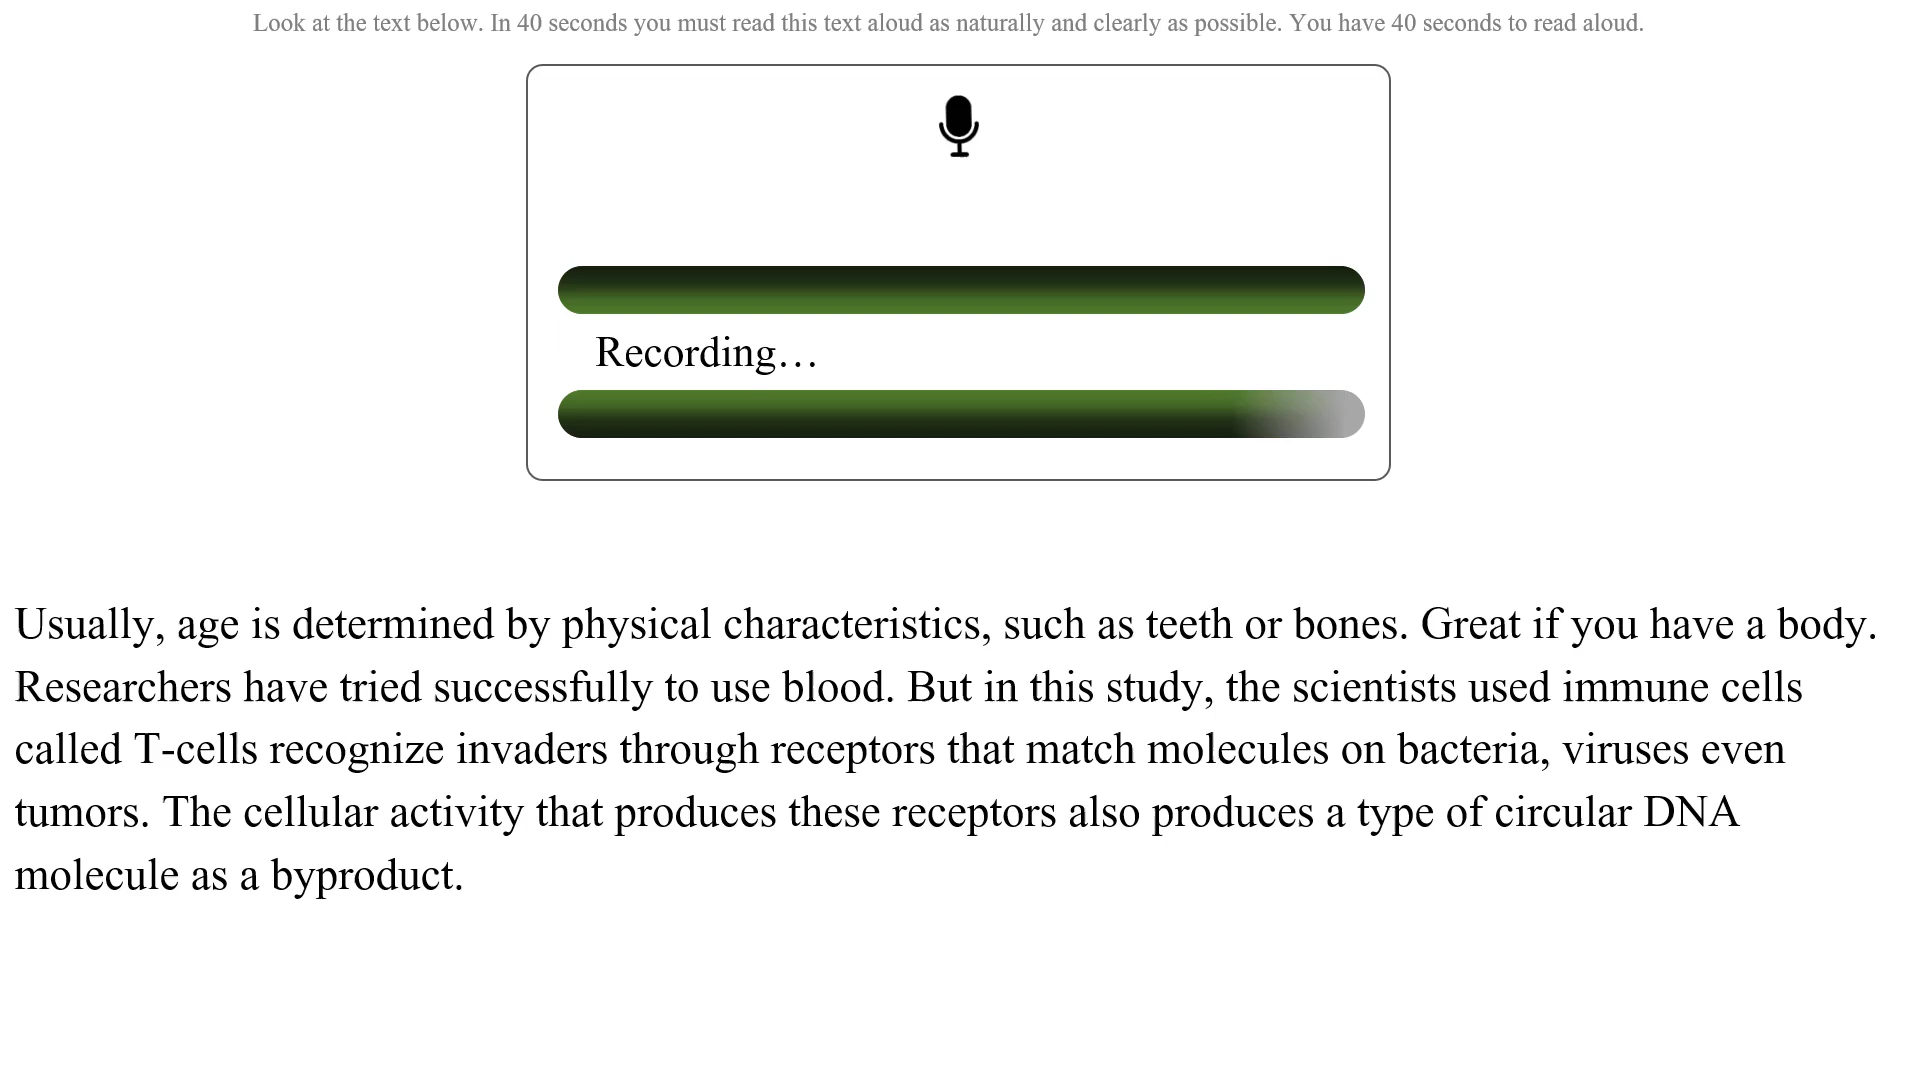 Look at the text below. In 40 seconds you must read this text aloud as naturally and clearly as possible. You have 40 seconds to read aloud.
Recording…
Usually, age is determined by physical characteristics, such as teeth or bones. Great if you have a body.
Researchers have tried successfully to use blood. But in this study, the scientists used immune cells
called T-cells recognize invaders through receptors that match molecules on bacteria, viruses even
tumors. The cellular activity that produces these receptors also produces a type of circular DNA
molecule as a byproduct.